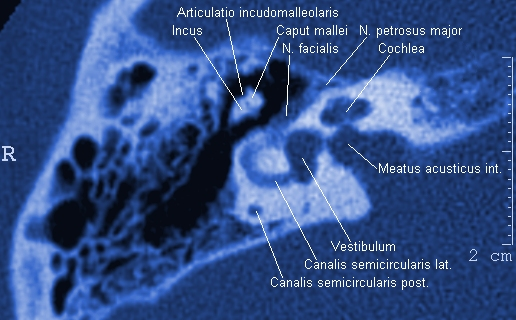 Articulatio incudomalleolaris
Incus
Caput mallei
N. petrosus major
N. facialis
Cochlea
R
Meatus acusticus int.
Vestibulum
2 cm
Canalis semicircularis lat.
Canalis semicircularis post.